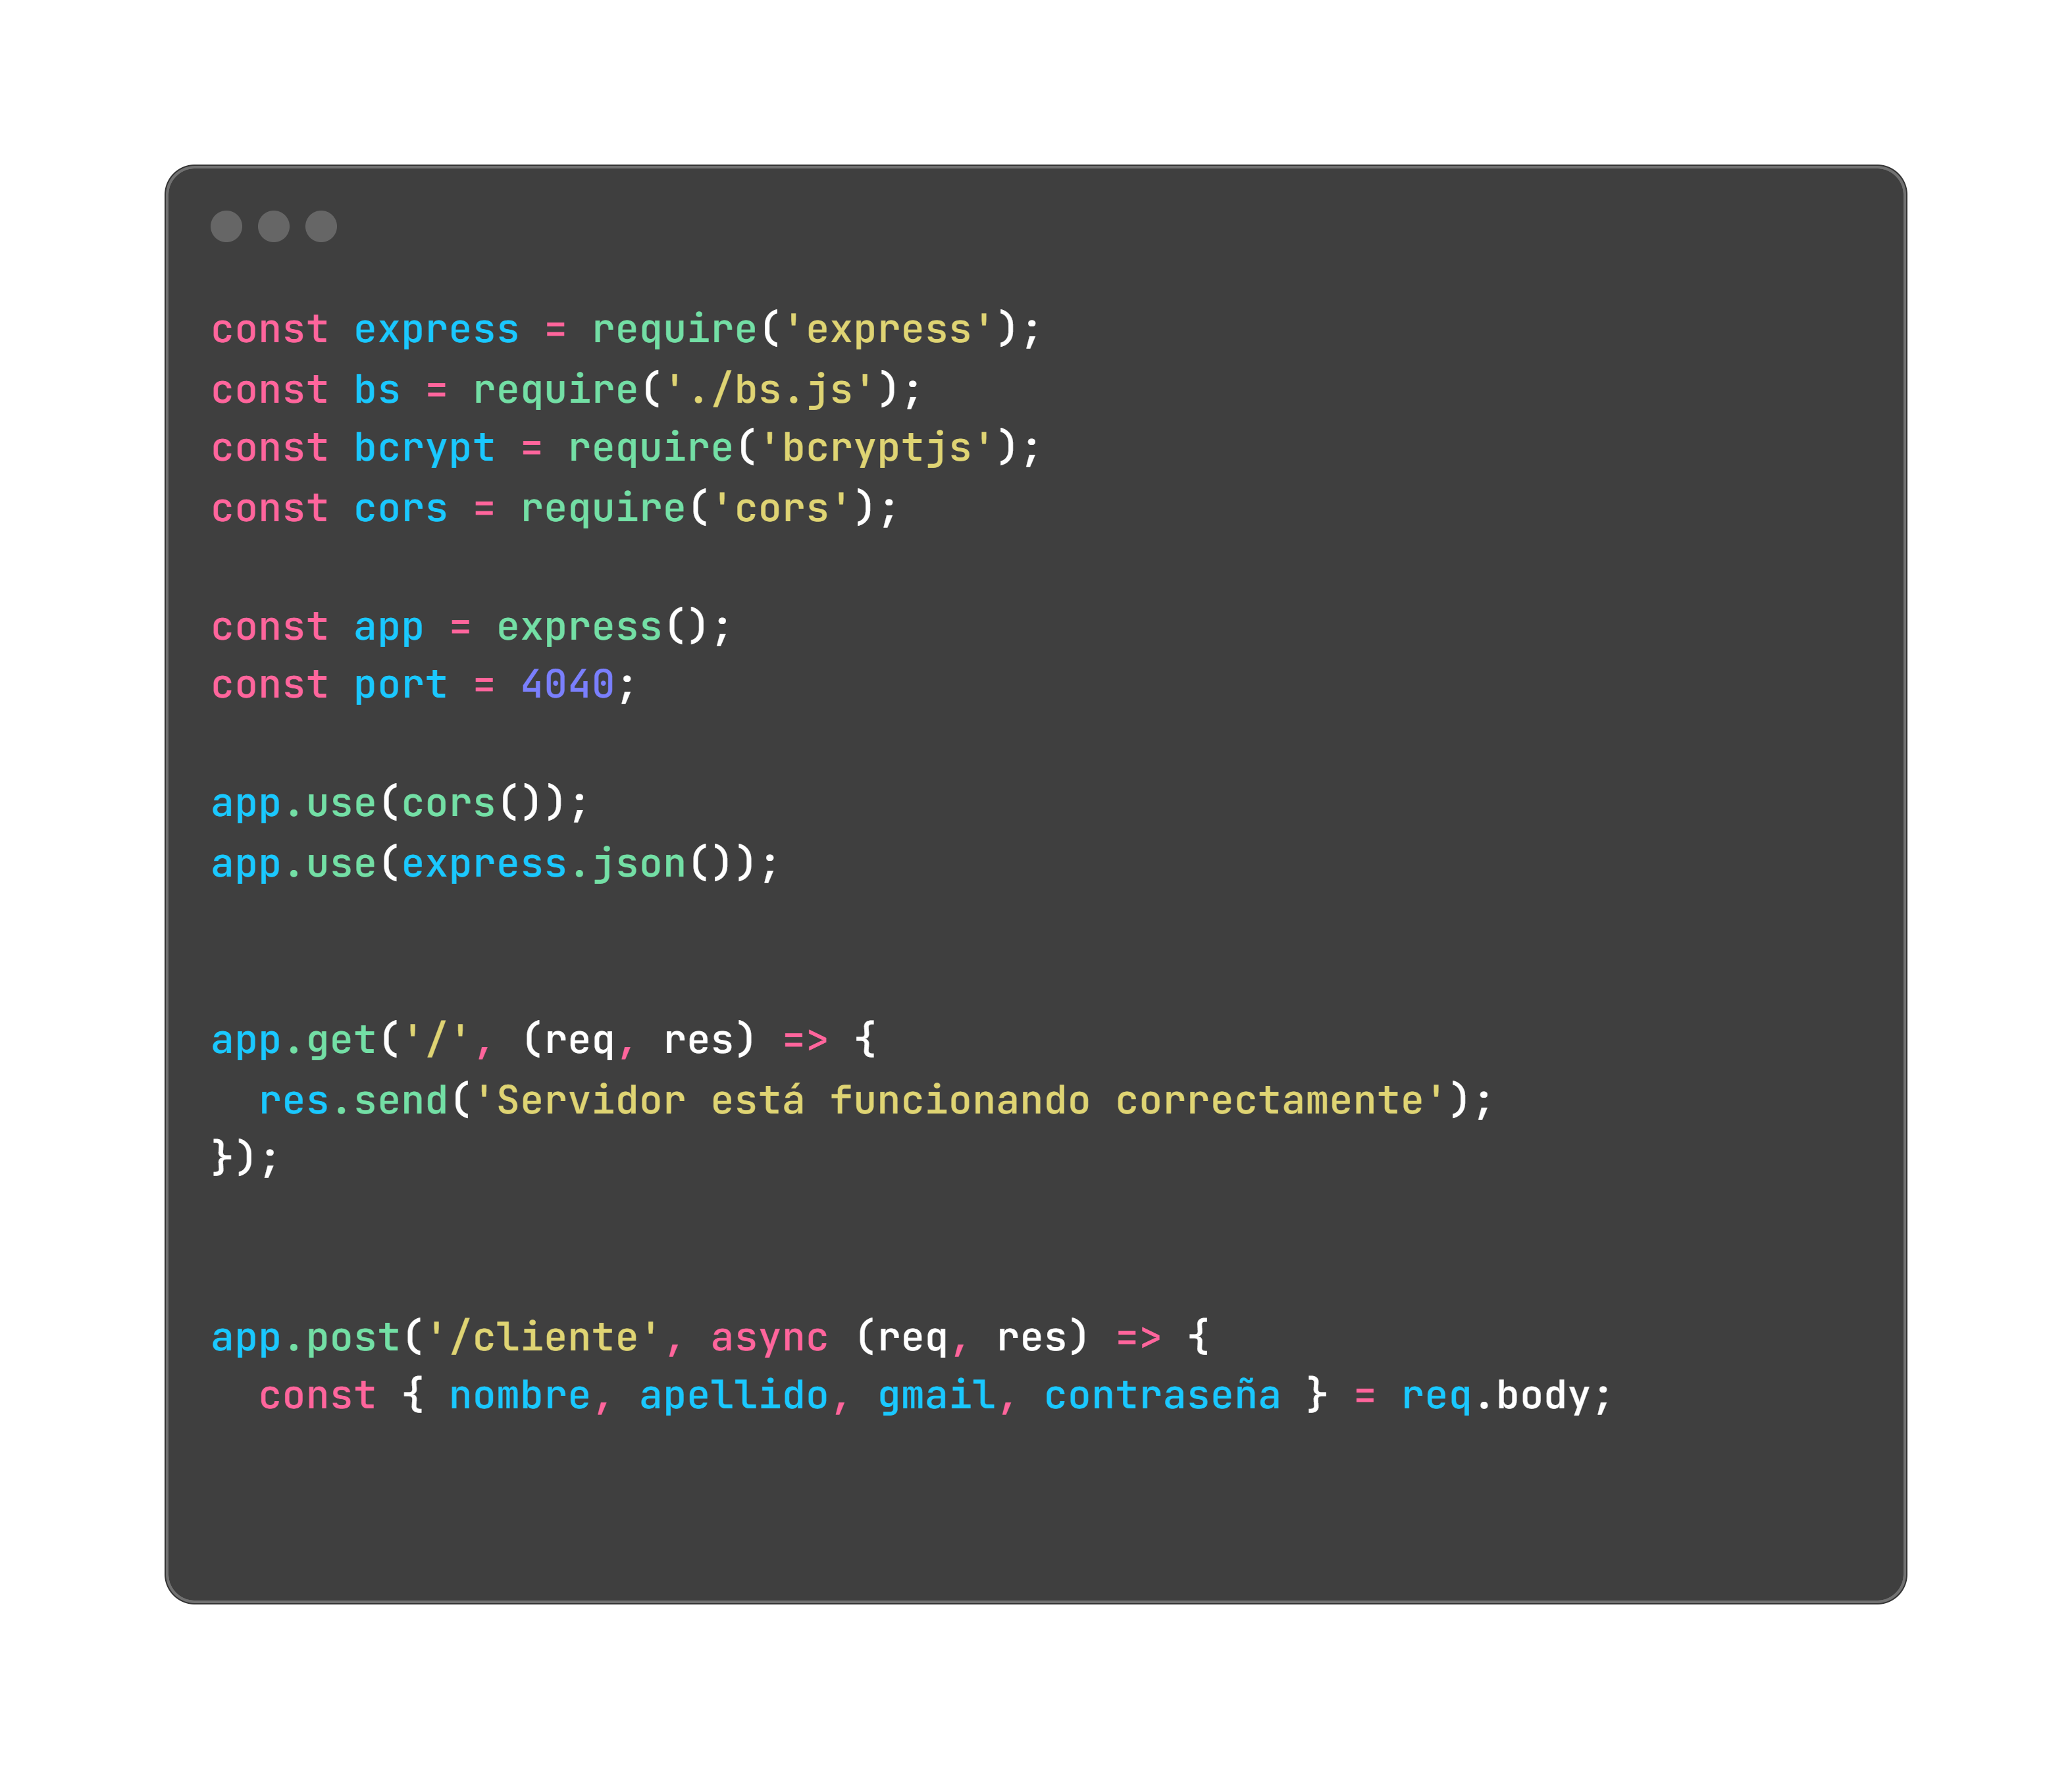 const express = require('express');
const bs = require('./bs.js');
const bcrypt = require('bcryptjs');
const cors = require('cors');
const app = express();
const port = 4040;
app.use(cors());
app.use(express.json());
app.get('/', (req, res) => {
  res.send('Servidor está funcionando correctamente');
});
app.post('/cliente', async (req, res) => {
  const { nombre, apellido, gmail, contraseña } = req.body;